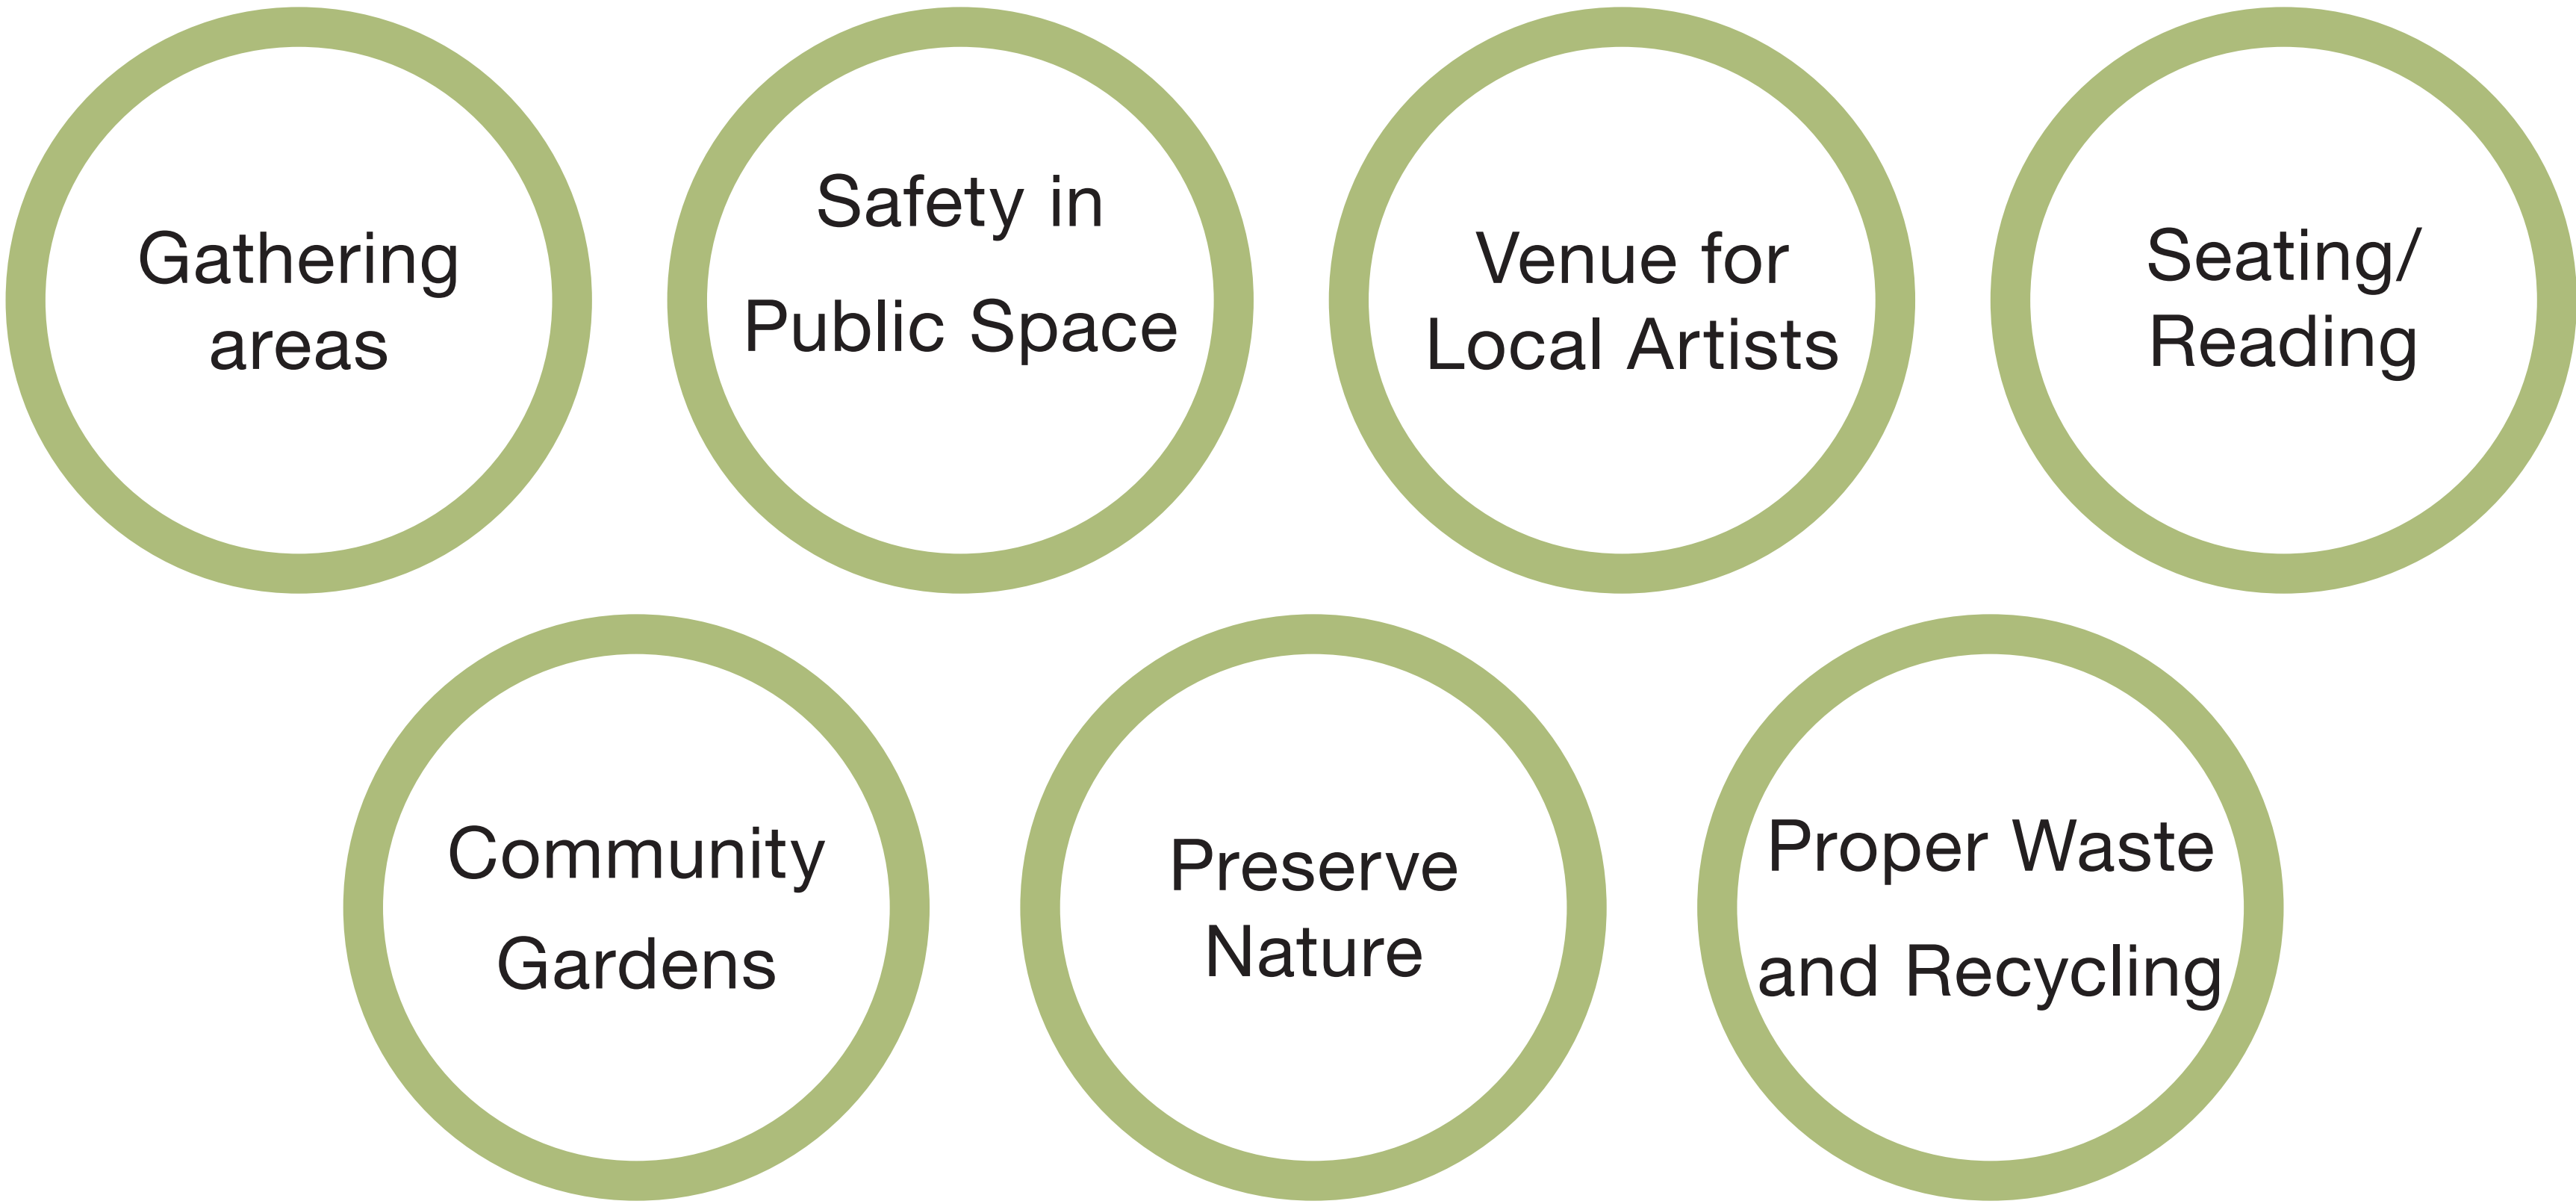 Gathering
areas
Safety in
Public Space
Venue for
Local Artists
Seating/
Reading
Community
Gardens
Preserve
Nature
Proper Waste
and Recycling